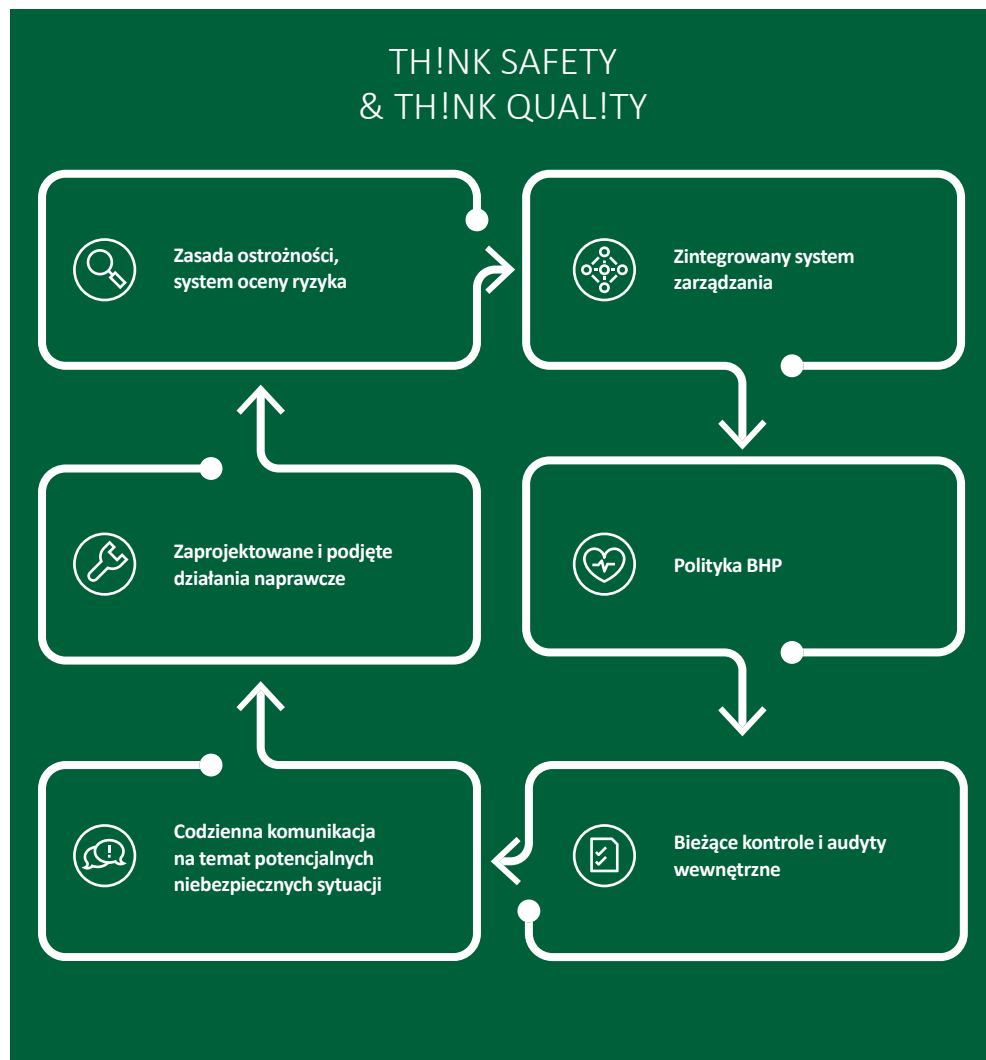 TH!NK SAFETY
& TH!NK QUAL!TY
Zasada ostrożności,
system oceny ryzyka
Zintegrowany system
zarządzania
Zaprojektowane i podjęte
działania naprawcze
Polityka BHP
Codzienna komunikacja
na temat potencjalnych
niebezpiecznych sytuacji
Bieżące kontrole i audyty
wewnętrzne